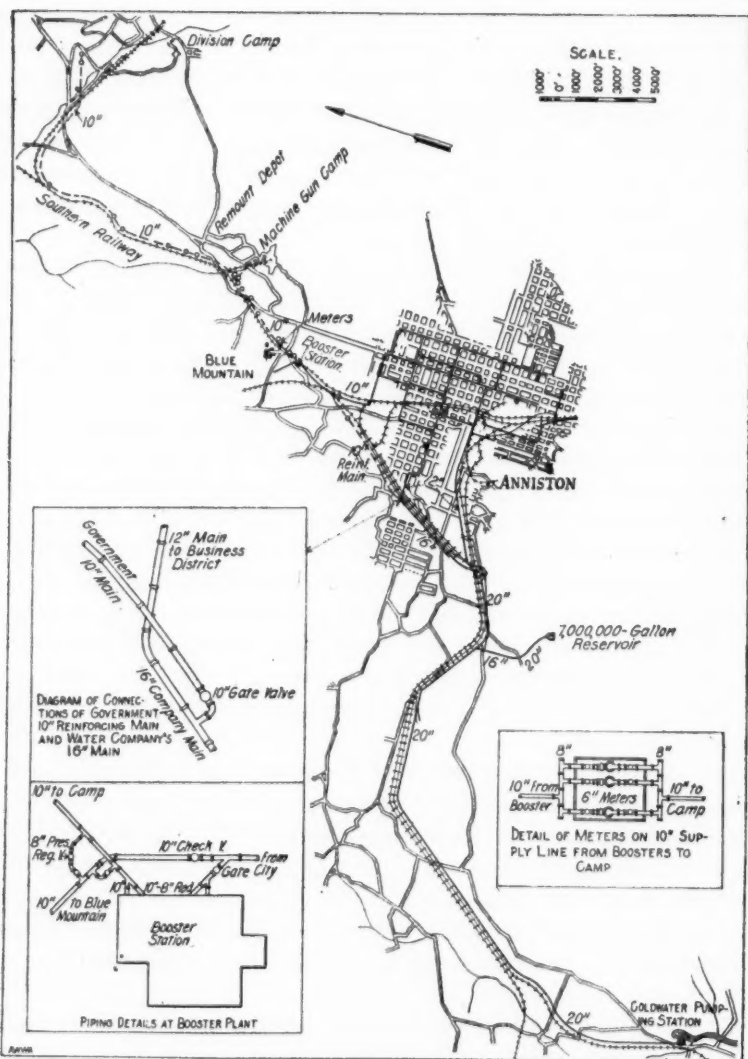 Division Camp
SCALE.
1000' 0' 1000' 2000' 3000' 4000' 5000'
10"
Remount Depot
Machine Gun Camp
Southern Railway
10"
10"
Meters
Booster
Station
BLUE
MOUNTAIN
10"
Reinf.
Main
ANNISTON
16"
20"
7,000,000-Gallon
Reservoir
16"
20"
20"
Government
10" Main
12" Main
to Business
District
16" Company Main
10" Gate Valve
DIAGRAM OF CONNEC-
TIONS OF GOVERNMENT
10" REINFORCING MAIN
AND WATER COMPANY'S
16" MAIN
8"
8"
10" From
Booster
6" Meters
10" to
Camp
DETAIL OF METERS ON 10" SUP-
PLY LINE FROM BOOSTERS TO
CAMP
10" to Camp
8" Pres.
Reg. V.
10" Check V.
From
City
Gate
10"
10"-8" Red.
10" to Blue
Mountain
Booster
Station
PIPING DETAILS AT BOOSTER PLANT
20"
COLDWATER PUMP-
ING STATION